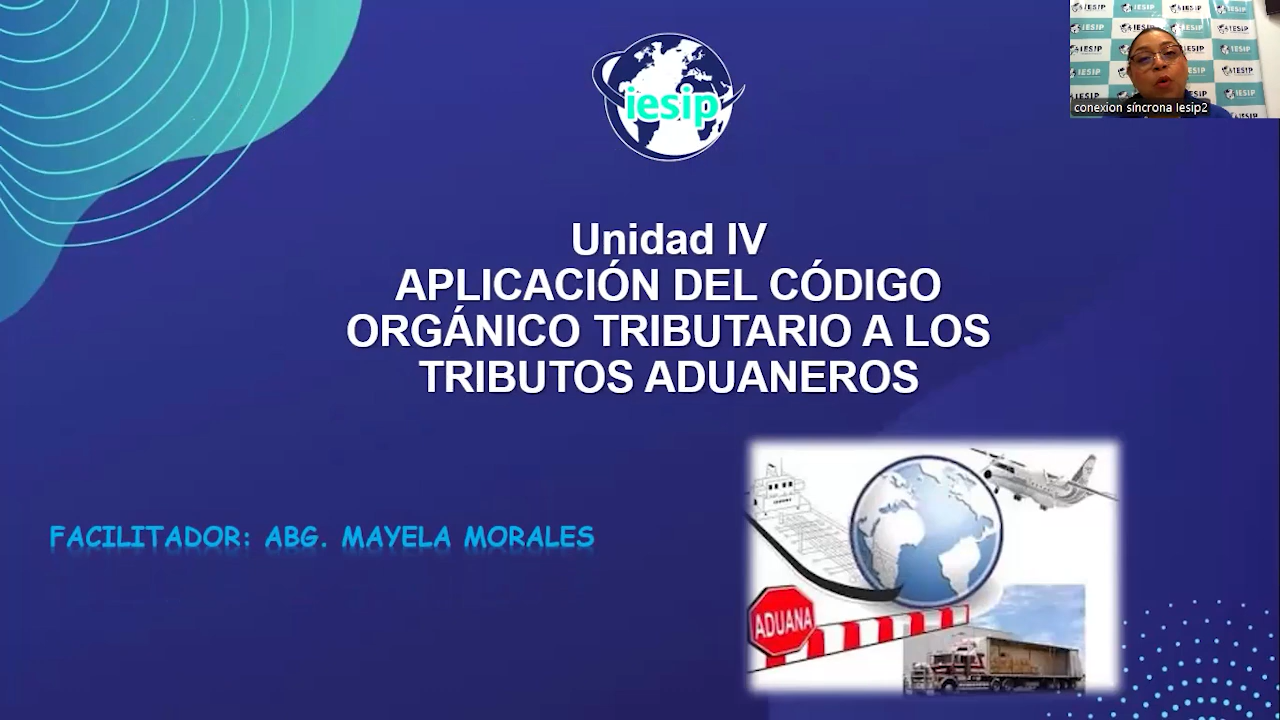 iesip
conexion síncrona Iesip2
Unidad IV
APLICACIÓN DEL CÓDIGO
ORGÁNICO TRIBUTARIO A LOS
TRIBUTOS ADUANEROS
FACILITADOR: ABG. MAYELA MORALES
ADUANA